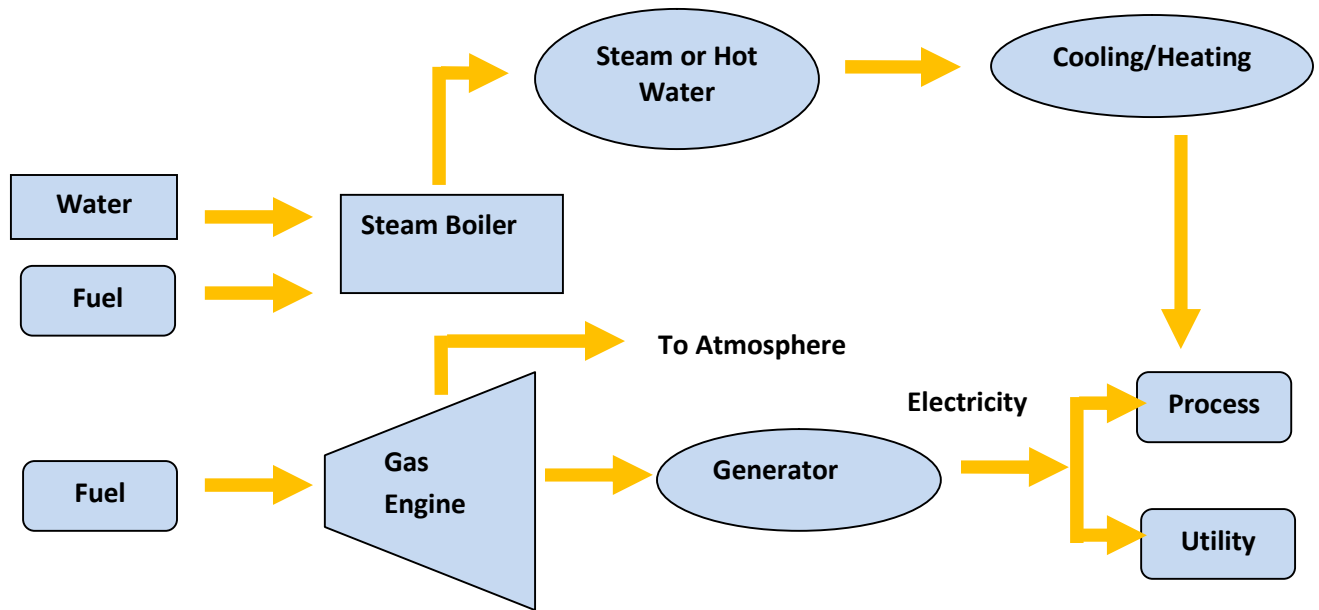 Steam or Hot
Water
Cooling/Heating
Water
Steam Boiler
Fuel
To Atmosphere
Electricity
Process
Gas
Engine
Generator
Fuel
Utility